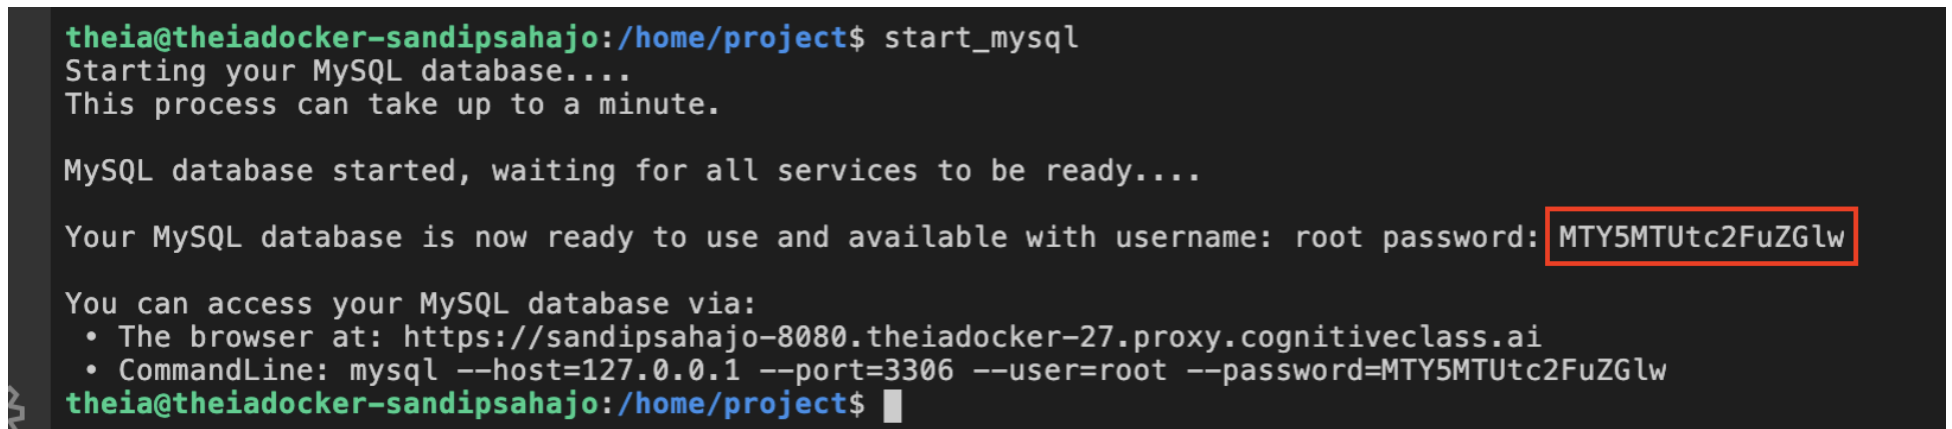 theia@theiadocker-sandipsahajo:/home/project$ start_mysql
Starting your MySQL database....
This process can take up to a minute.
MySQL database started, waiting for all services to be ready....
Your MySQL database is now ready to use and available with username: root password: MTY5MTUtc2FuZGlw
You can access your MySQL database via:
• The browser at: https://sandipsahajo-8080.theiadocker-27.proxy.cognitiveclass.ai
• CommandLine: mysql --host=127.0.0.1 --port=3306 --user=root --password=MTY5MTUtc2FuZGlw
theia@theiadocker-sandipsahajo:/home/project$